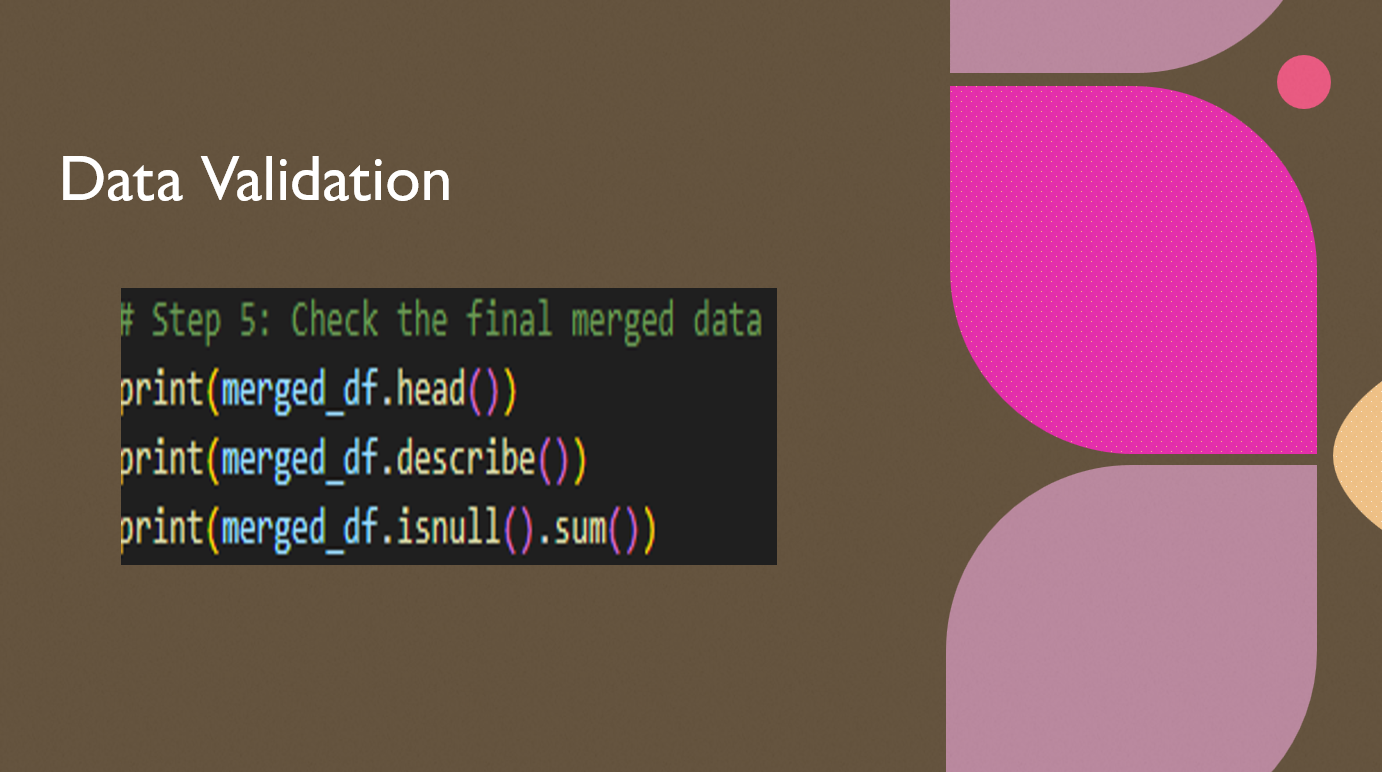 Data Validation
# Step 5: Check the final merged data
print(merged_df.head())
print(merged_df.describe())
print(merged_df.isnull().sum())